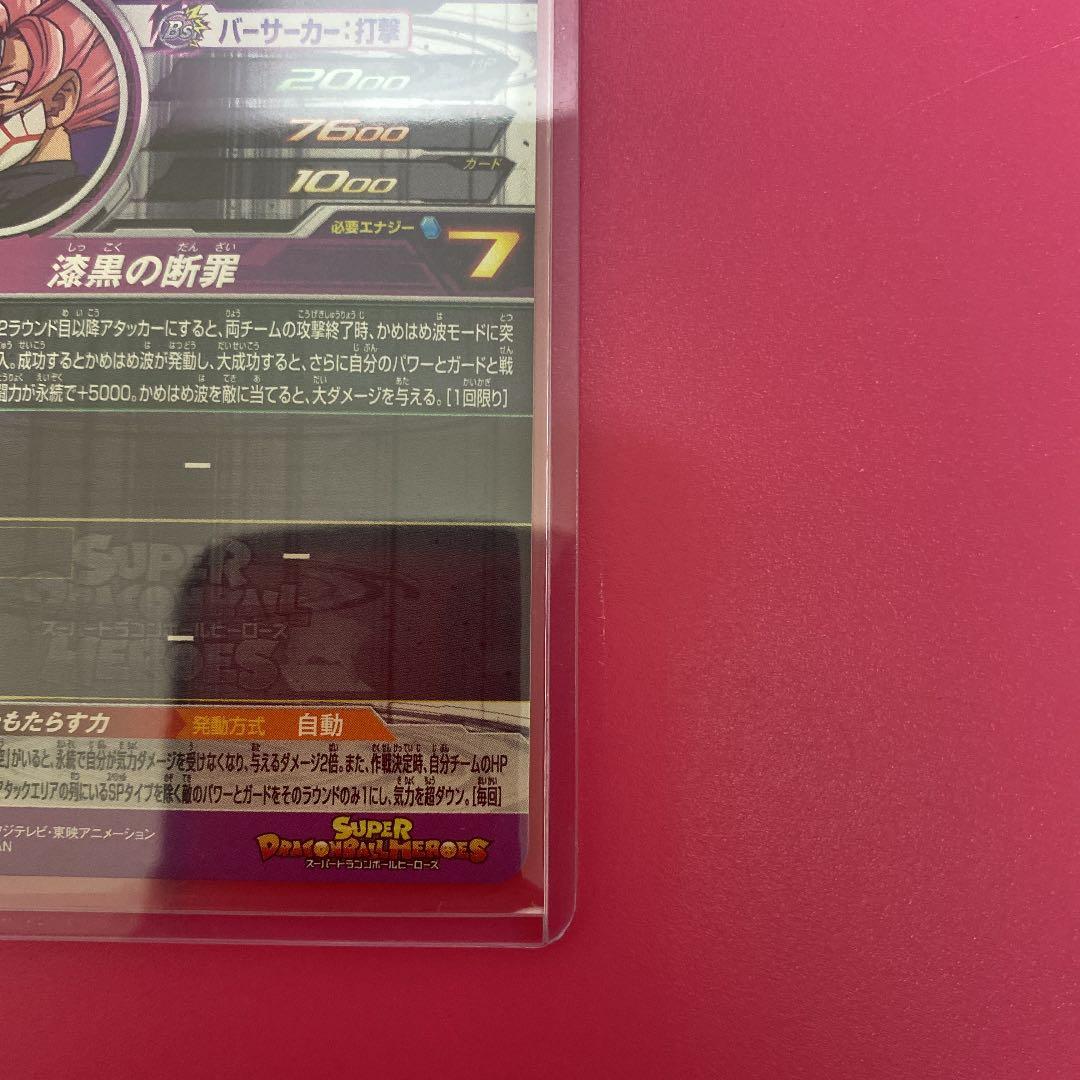 Bs バーサーカー:打撃
HP
2000
7600
カード
1000
必要エナジー 7
漆黒の断罪
2ラウンド目以降アタッカーにすると、両チームの攻撃終了時、かめはめ波モードに突
入。成功するとかめはめ波が発動し、大成功すると、さらに自分のパワーとガードと戦
闘力が永続で+5000。かめはめ波を敵に当てると、大ダメージを与える。[1回限り]
SUPER
DRAGONBALL
スーパードラゴンボールヒーローズ
HEROES
もたらす力 発動方式 自動
」がいると、永続で自分が気力ダメージを受けなくなり、与えるダメージ2倍。また、作戦決定時、自分チームのHP
アタックエリアの列にいるSPタイプを除く敵のパワーとガードをそのラウンドのみ1にし、気力を超ダウン。[毎回]
フジテレビ・東映アニメーション
AN
SUPER
DRAGONBALL HEROES
スーパードラゴンボールヒーローズ